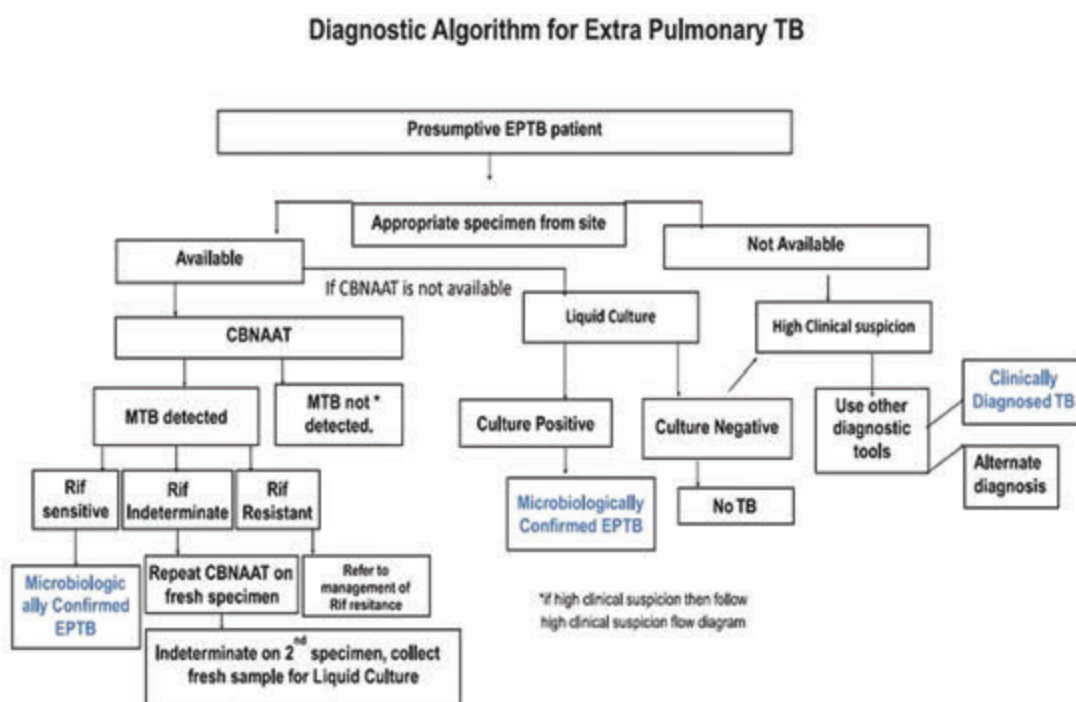 Diagnostic Algorithm for Extra Pulmonary TB
Presumptive EPTB patient
Appropriate specimen from site
Available
Not Available
If CBNAAT is not available
Liquid Culture
High Clinical suspicion
CBNAAT
MTB detected
MTB not *
detected.
Culture Positive
Culture Negative
Use other
diagnostic
tools
Clinically
Diagnosed TB
Alternate
diagnosis
Rif
sensitive
Rif
Indeterminate
Rif
Resistant
Microbiologically
Confirmed EPTB
No TB
Microbiologic
ally Confirmed
EPTB
Repeat CBNAAT on
fresh specimen
Refer to
management of
Rif resitance
*if high clinical suspicion then follow
high clinical suspicion flow diagram
Indeterminate on 2nd specimen, collect
fresh sample for Liquid Culture